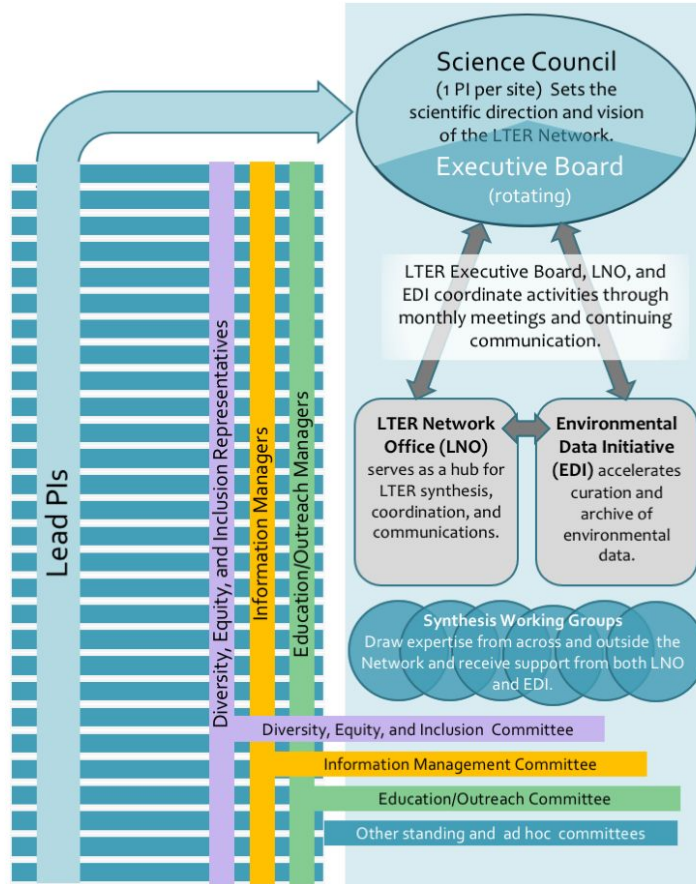 Science Council
(1 PI per site) Sets the
scientific direction and vision
of the LTER Network.
Executive Board
(rotating)
LTER Executive Board, LNO, and
EDI coordinate activities through
monthly meetings and continuing
communication.
LTER Network
Office (LNO)
serves as a hub for
LTER synthesis,
coordination, and
communications.
Environmental
Data Initiative
(EDI) accelerates
curation and
archive of
environmental
data.
Synthesis Working Groups
Draw expertise from across and outside the
Network and receive support from both LNO
and EDI.
Lead PIs
Diversity, Equity, and Inclusion Representatives
Information Managers
Education/Outreach Managers
Diversity, Equity, and Inclusion Committee
Information Management Committee
Education/Outreach Committee
Other standing and ad hoc committees